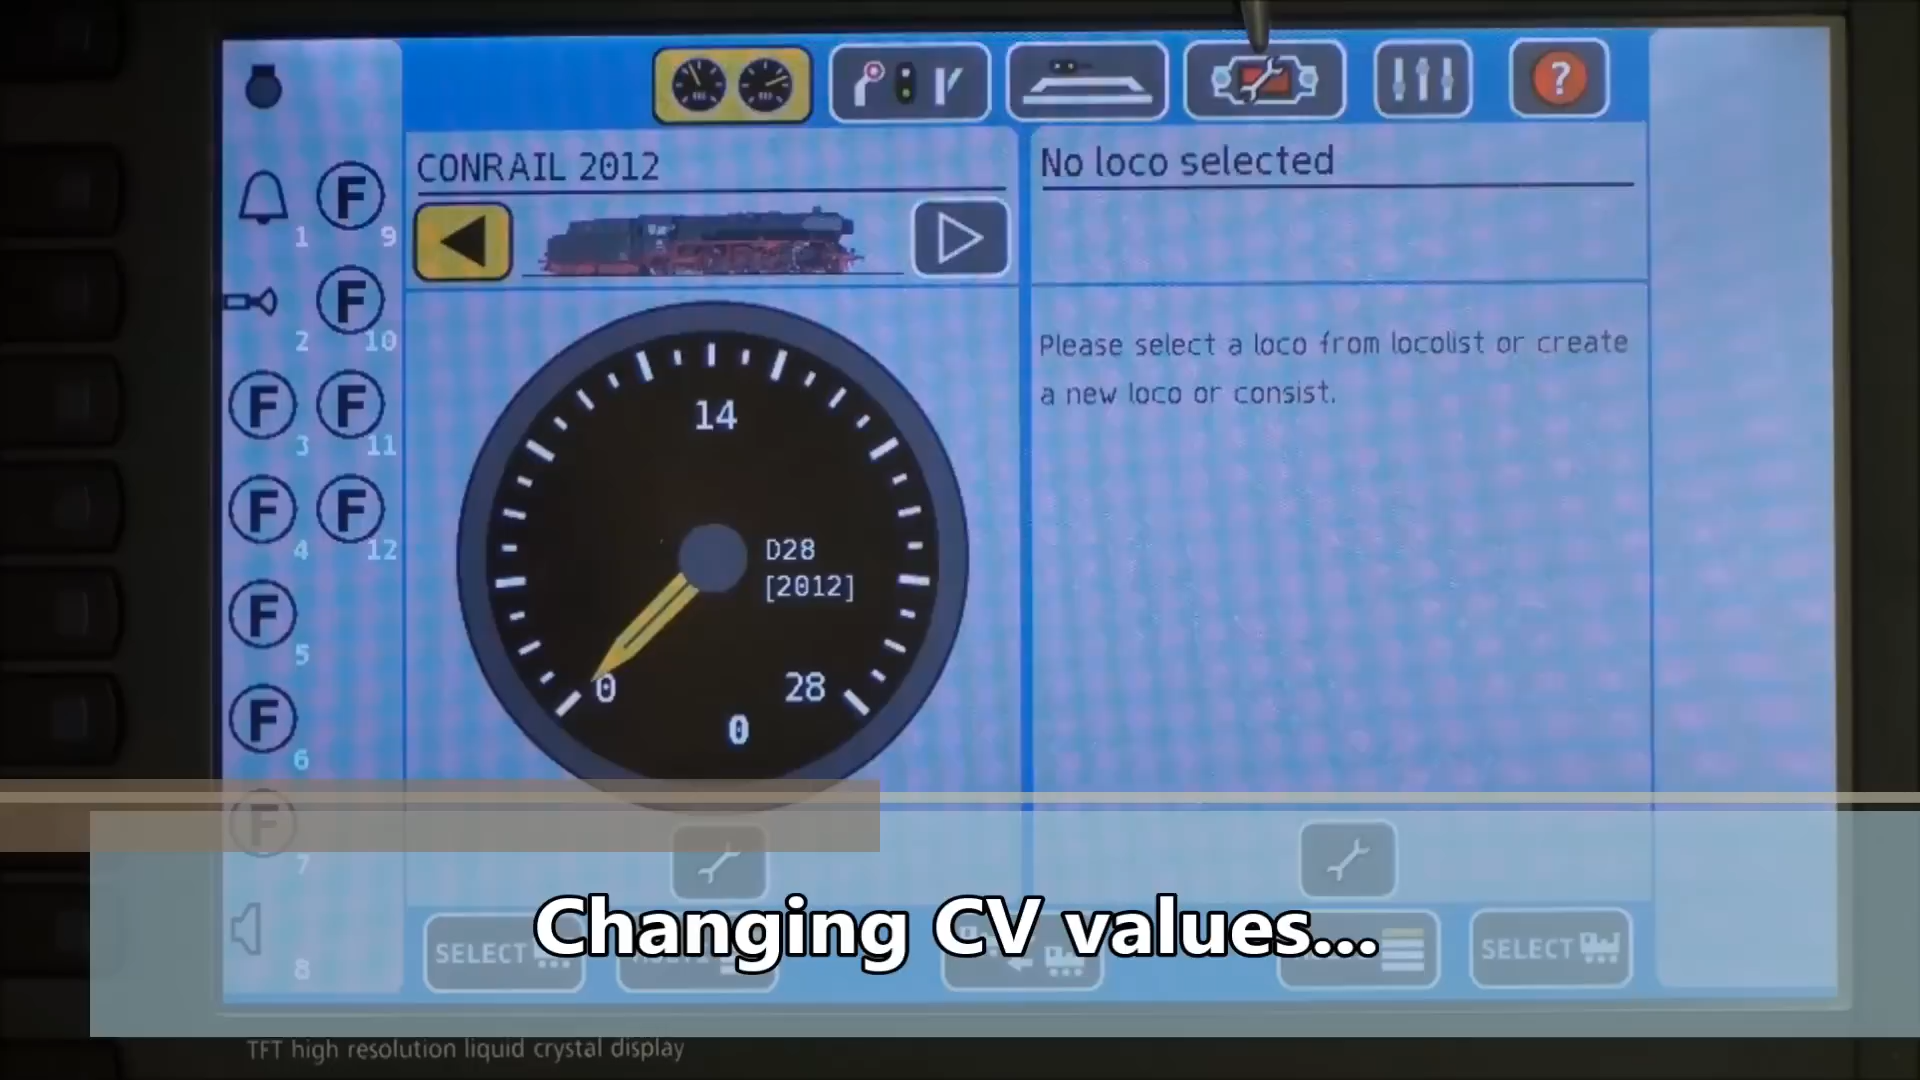 ?
CONRAIL 2012
No loco selected
F
1
9
F
2
10
F
F
3
11
F
F
4
12
F
5
F
6
F
7
8
Please select a loco from locolist or create
a new loco or consist.
14
D28
[2012]
0
28
0
SELECT
SELECT
Changing CV values...
TFT high resolution liquid crystal display